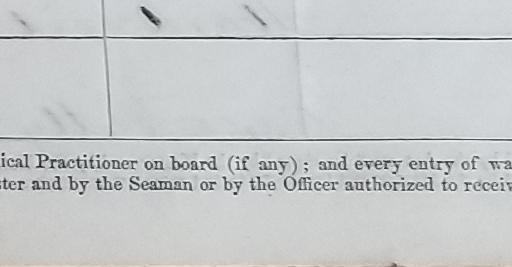 ical Practitioner on board (if any) ; and every entry of wa
ster and by the Seaman or by the Officer authorized to receiv